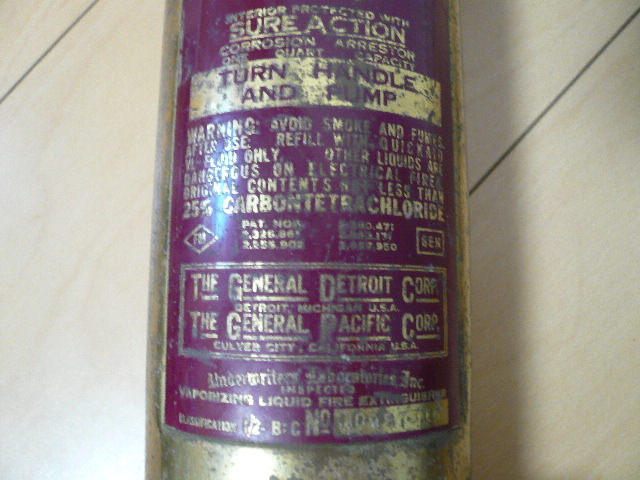 INTERIOR PROTECTED WITH
SURE ACTION
CORROSION ARRESTOR
ONE QUART CAPACITY
TURN HANDLE
AND PUMP
WARNING: AVOID SMOKE AND FUMES
AFTER USE. REFILL WITH QUICKAID
FLUID ONLY. OTHER LIQUIDS ARE
DANGEROUS ON ELECTRICAL FIRES
ORIGINAL CONTENTS NOT LESS THAN
25% CARBONTETRACHLORIDE
PAT. NOS.
GEN
THE GENERAL DETROIT CORP.
DETROIT, MICHIGAN U.S.A.
THE GENERAL PACIFIC CORP.
CULVER CITY, CALIFORNIA U.S.A.
Underwriters' Laboratories, Inc.
INSPECTED
VAPORIZING LIQUID FIRE EXTINGUISHER
CLASSIFICATION B: C No